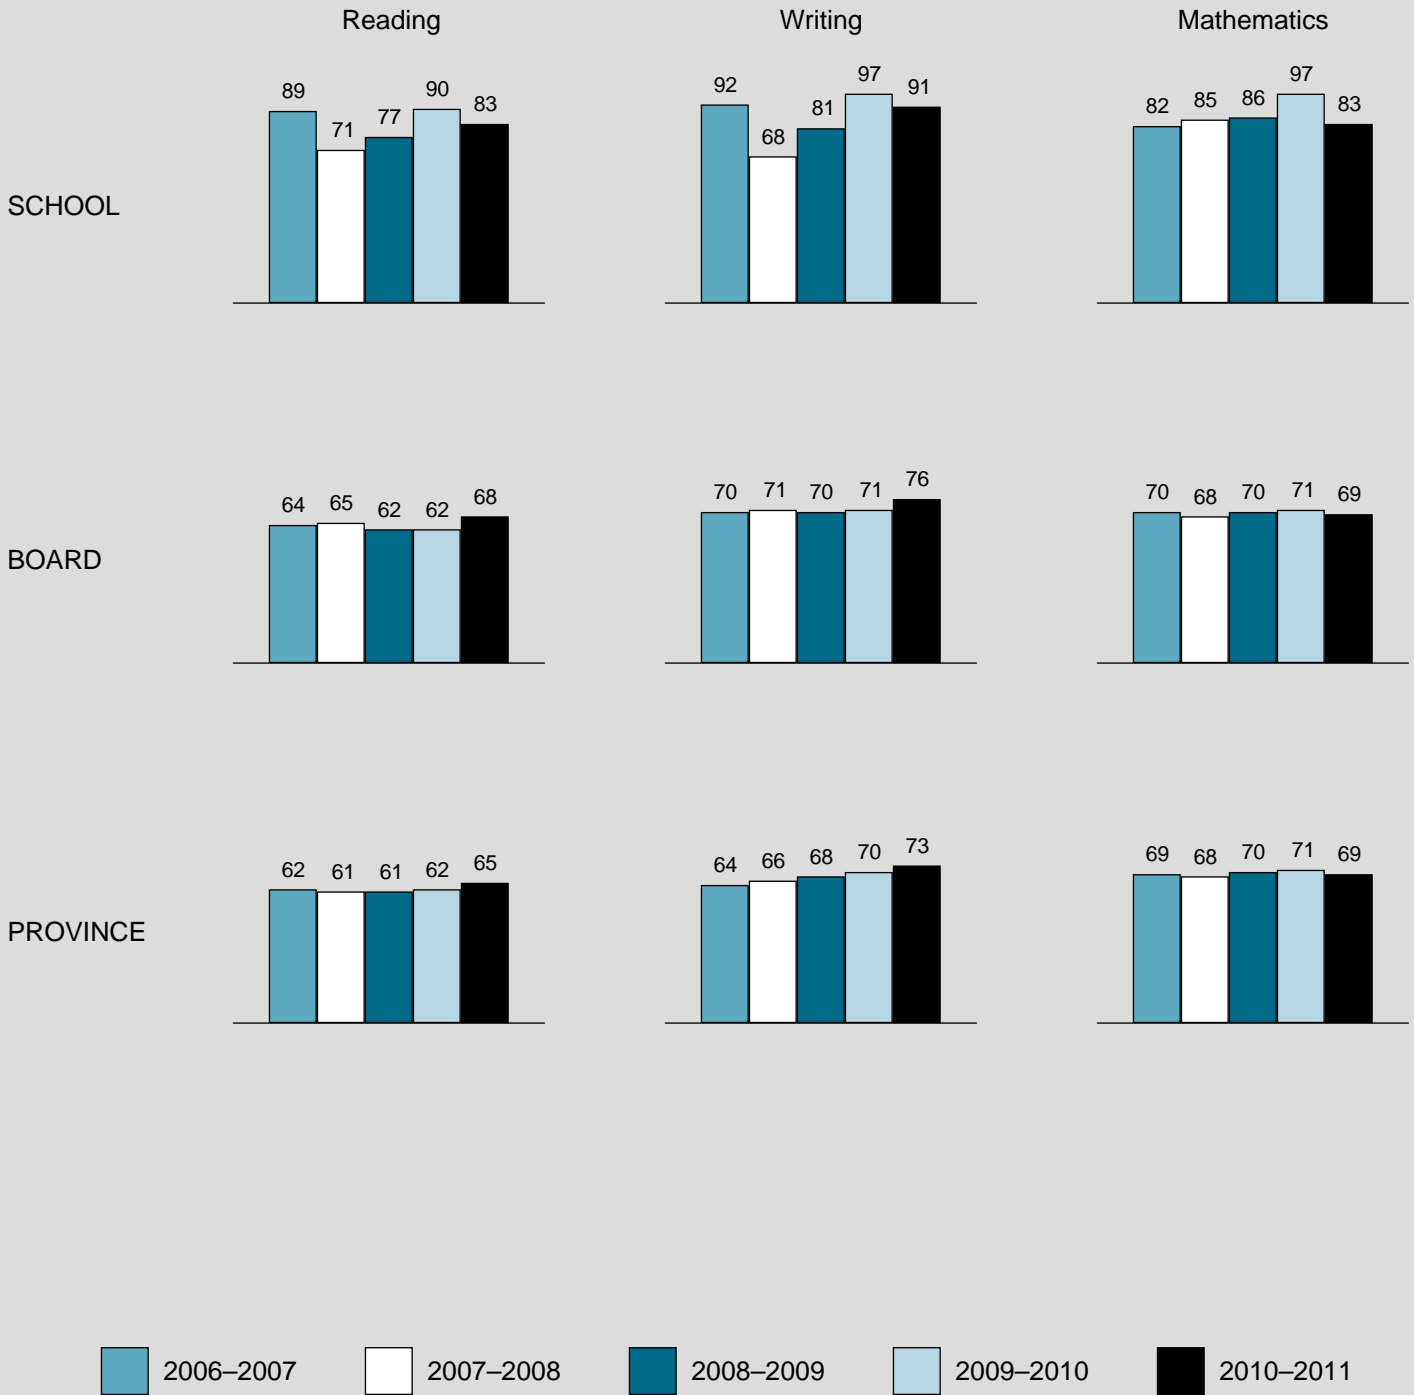 Reading Writing Mathematics
SCHOOL
89 71 77 90 83
92 68 81 97 91
82 85 86 97 83
BOARD
64 65 62 62 68
70 71 70 71 76
70 68 70 71 69
PROVINCE
62 61 61 62 65
64 66 68 70 73
69 68 70 71 69
2006–2007 2007–2008 2008–2009 2009–2010 2010–2011